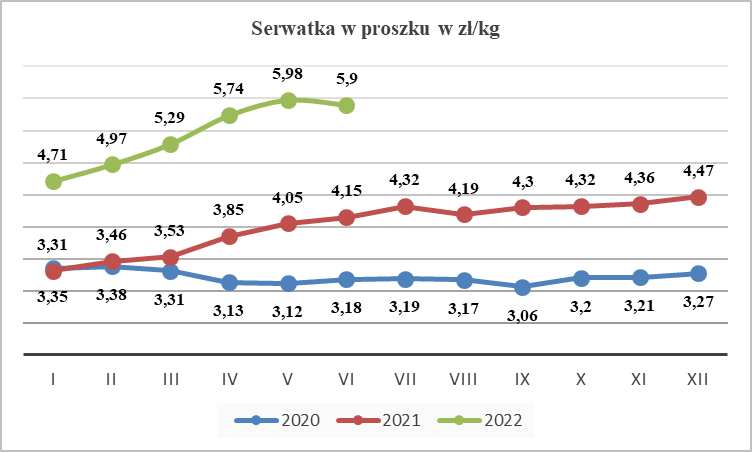 Serwatka w proszku w zł/kg
4,71 4,97 5,29 5,74 5,98 5,9
3,31 3,46 3,53 3,85 4,05 4,15 4,32 4,19 4,3 4,32 4,36 4,47
3,35 3,38 3,31 3,13 3,12 3,18 3,19 3,17 3,06 3,2 3,21 3,27
I II III IV V VI VII VIII IX X XI XII
2020 2021 2022